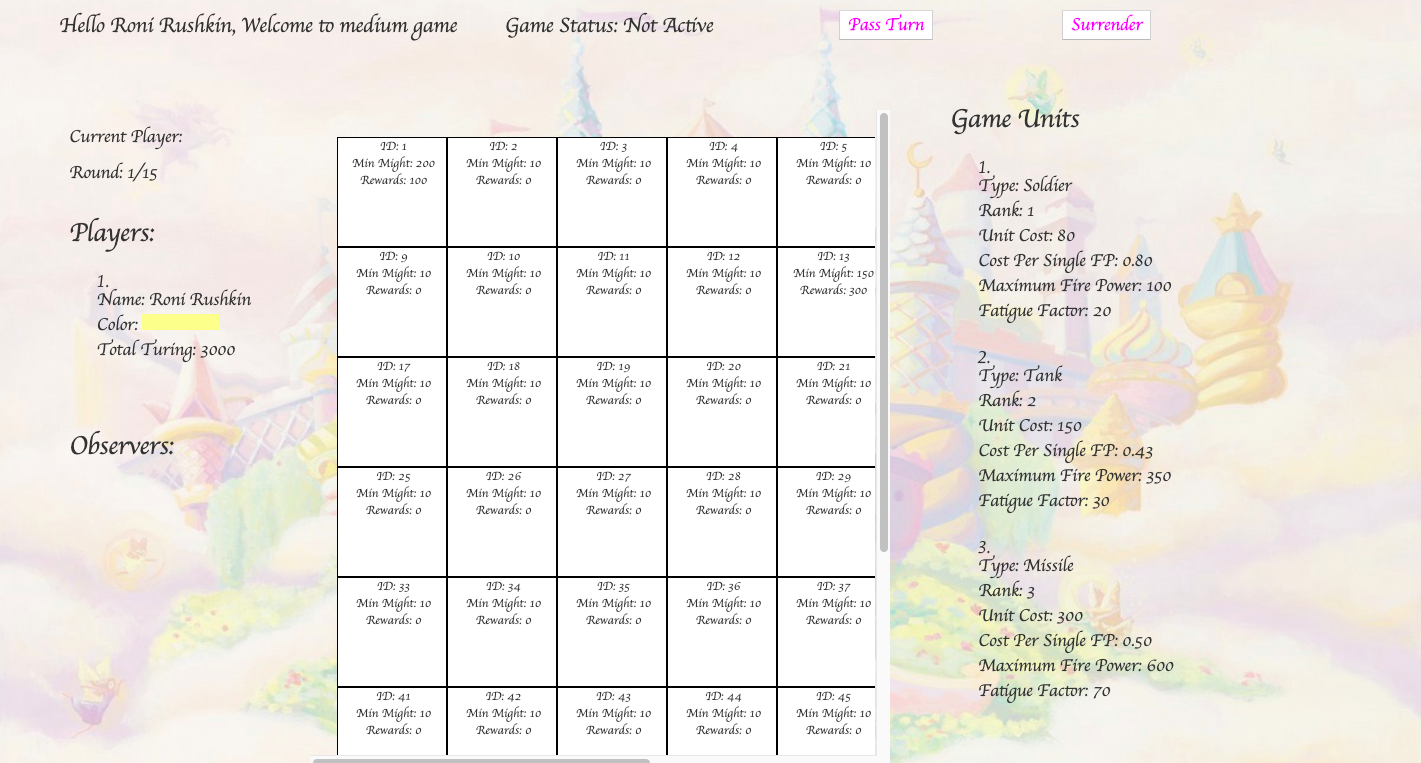 Hello Roni Rushkin, Welcome to medium game
Game Status: Not Active
Pass Turn
Surrender
Current Player:
Round: 1/15
Players:
1.
Name: Roni Rushkin
Color:
Total Turing: 3000
Observers:
ID: 1 ID: 2 ID: 3 ID: 4 ID: 5
Min Might: 200 Min Might: 10 Min Might: 10 Min Might: 10 Min Might: 10
Rewards: 100 Rewards: 0 Rewards: 0 Rewards: 0 Rewards: 0
ID: 9 ID: 10 ID: 11 ID: 12 ID: 13
Min Might: 10 Min Might: 10 Min Might: 10 Min Might: 10 Min Might: 150
Rewards: 0 Rewards: 0 Rewards: 0 Rewards: 0 Rewards: 300
ID: 17 ID: 18 ID: 19 ID: 20 ID: 21
Min Might: 10 Min Might: 10 Min Might: 10 Min Might: 10 Min Might: 10
Rewards: 0 Rewards: 0 Rewards: 0 Rewards: 0 Rewards: 0
ID: 25 ID: 26 ID: 27 ID: 28 ID: 29
Min Might: 10 Min Might: 10 Min Might: 10 Min Might: 10 Min Might: 10
Rewards: 0 Rewards: 0 Rewards: 0 Rewards: 0 Rewards: 0
ID: 33 ID: 34 ID: 35 ID: 36 ID: 37
Min Might: 10 Min Might: 10 Min Might: 10 Min Might: 10 Min Might: 10
Rewards: 0 Rewards: 0 Rewards: 0 Rewards: 0 Rewards: 0
ID: 41 ID: 42 ID: 43 ID: 44 ID: 45
Min Might: 10 Min Might: 10 Min Might: 10 Min Might: 10 Min Might: 10
Rewards: 0 Rewards: 0 Rewards: 0 Rewards: 0 Rewards: 0
Game Units
1.
Type: Soldier
Rank: 1
Unit Cost: 80
Cost Per Single FP: 0.80
Maximum Fire Power: 100
Fatigue Factor: 20
2.
Type: Tank
Rank: 2
Unit Cost: 150
Cost Per Single FP: 0.43
Maximum Fire Power: 350
Fatigue Factor: 30
3.
Type: Missile
Rank: 3
Unit Cost: 300
Cost Per Single FP: 0.50
Maximum Fire Power: 600
Fatigue Factor: 70